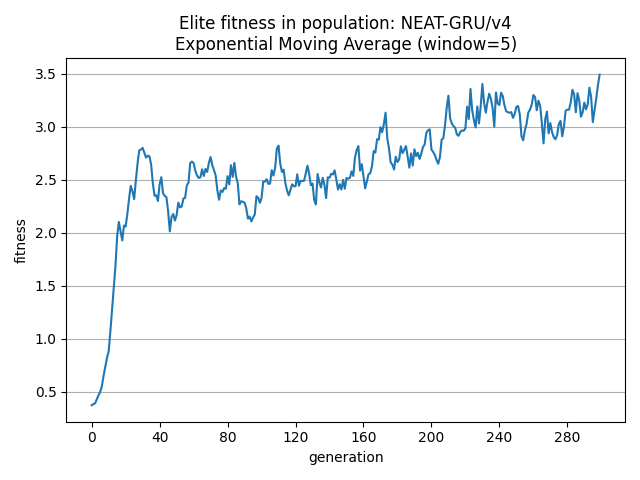 Elite fitness in population: NEAT-GRU/v4
Exponential Moving Average (window=5)
fitness
3.5
3.0
2.5
2.0
1.5
1.0
0.5
0 40 80 120 160 200 240 280
generation